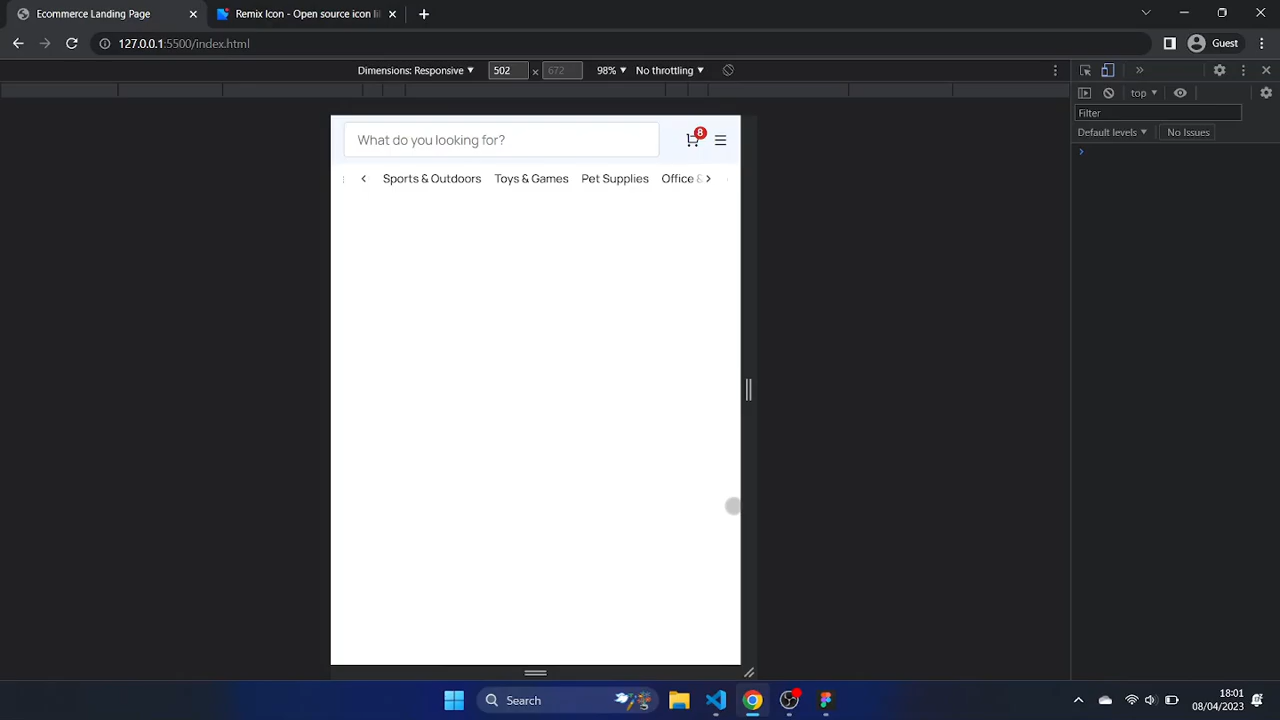 Ecommerce Landing Page
Remix Icon - Open source icon li
127.0.0.1:5500/index.html
Guest
Dimensions: Responsive
502
×
672
98%
No throttling
top
Filter
Default levels
No Issues
What do you looking for?
8
Sports & Outdoors
Toys & Games
Pet Supplies
Office &
Search
18:01
08/04/2023